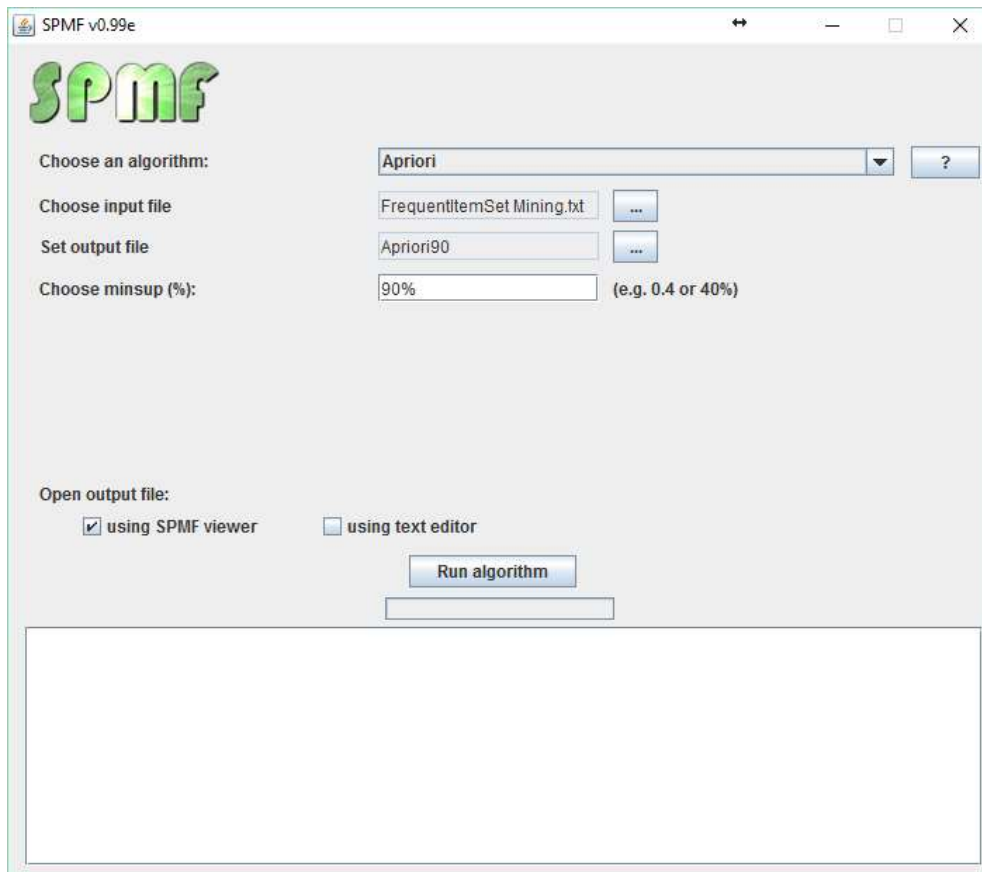 SPMF v0.99e
SPMF
Choose an algorithm: Apriori ?
Choose input file FrequentItemSet Mining.txt ...
Set output file Apriori90 ...
Choose minsup (%): 90% (e.g. 0.4 or 40%)
Open output file:
using SPMF viewer using text editor
Run algorithm